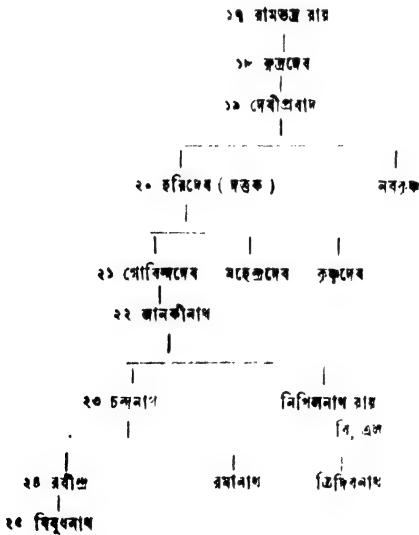 ১৭ রামভদ্র রায়
১৮ রুদ্রদেব
১৯ দেবীপ্রসাদ
২০ হরিদেব ( দত্তক ) নবকৃষ্ণ
২১ গোবিন্দদেব মহেন্দ্রদেব কৃষ্ণদেব
২২ জানকীনাথ
২৩ চন্দ্রনাথ নিখিলনাথ রায়
বি, এল
২৪ রবীন্দ্র রমানাথ ত্রিদিবনাথ
২৫ বিবুধনাথ